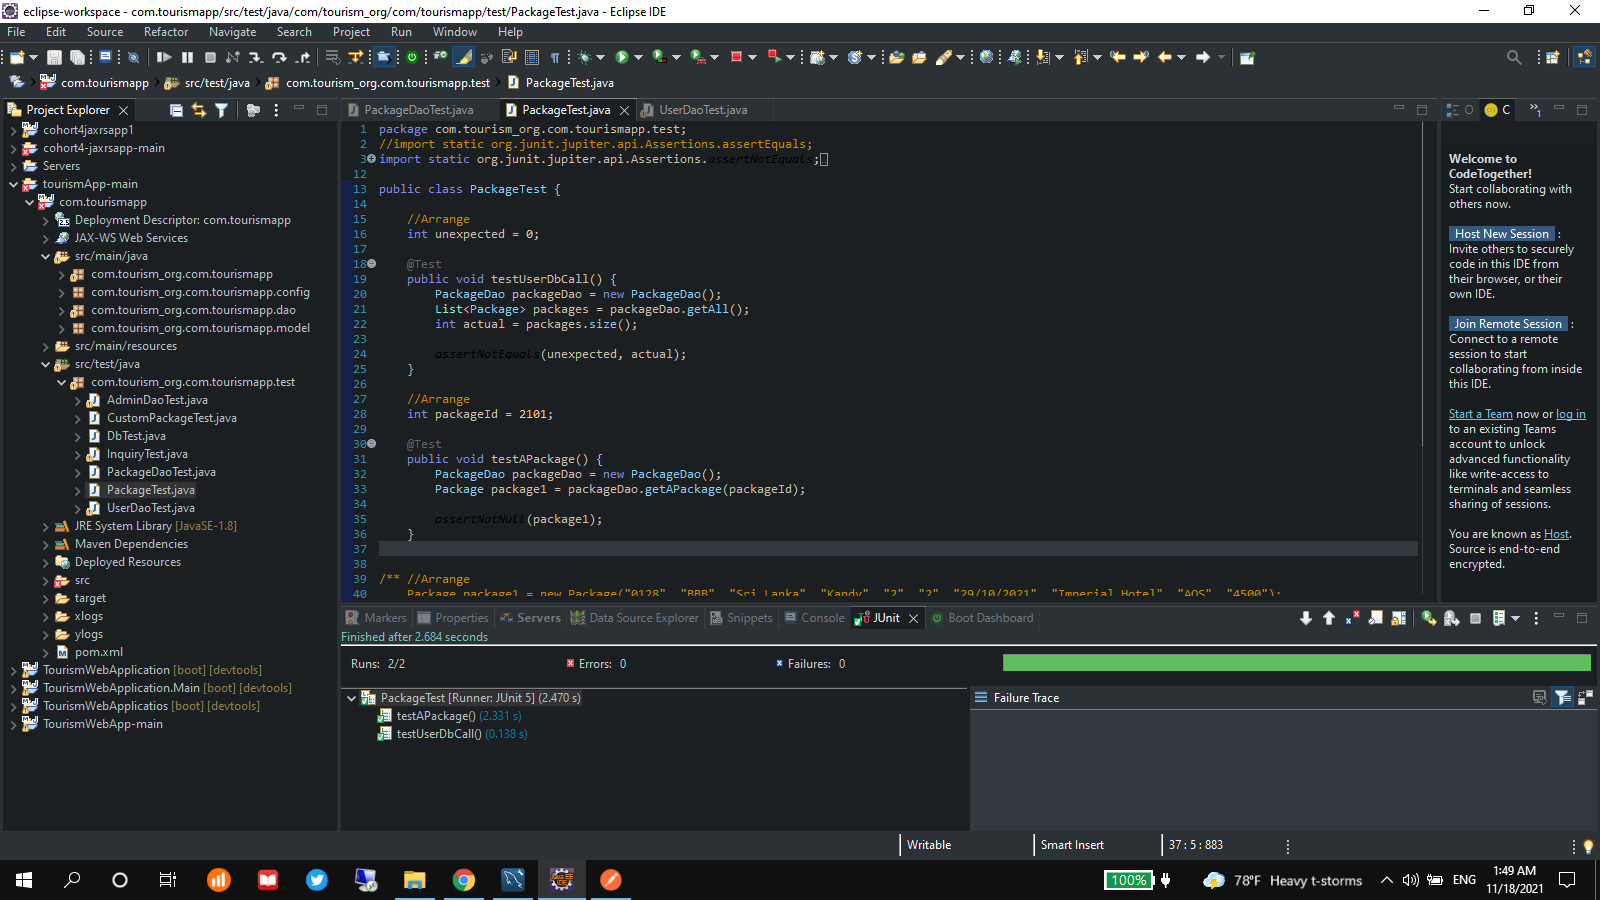 eclipse-workspace - com.tourismapp/src/test/java/com/tourism_org/com/tourismapp/test/PackageTest.java - Eclipse IDE
File Edit Source Refactor Navigate Search Project Run Window Help
com.tourismapp src/test/java com.tourism_org.com.tourismapp.test PackageTest.java
Project Explorer
cohort4jaxrsapp1
cohort4-jaxrsapp-main
Servers
tourismApp-main
com.tourismapp
Deployment Descriptor: com.tourismapp
JAX-WS Web Services
src/main/java
com.tourism_org.com.tourismapp
com.tourism_org.com.tourismapp.config
com.tourism_org.com.tourismapp.dao
com.tourism_org.com.tourismapp.model
src/main/resources
src/test/java
com.tourism_org.com.tourismapp.test
AdminDaoTest.java
CustomPackageTest.java
DbTest.java
InquiryTest.java
PackageDaoTest.java
PackageTest.java
UserDaoTest.java
JRE System Library [JavaSE-1.8]
Maven Dependencies
Deployed Resources
src
target
xlogs
ylogs
pom.xml
TourismWebApplication [boot] [devtools]
TourismWebApplication.Main [boot] [devtools]
TourismWebApplicatios [boot] [devtools]
TourismWebApp-main
PackageDaoTest.java PackageTest.java UserDaoTest.java
1 package com.tourism_org.com.tourismapp.test;
2 //import static org.junit.jupiter.api.Assertions.assertEquals;
3 import static org.junit.jupiter.api.Assertions.assertNotEquals;
12
13 public class PackageTest {
14
15 //Arrange
16 int unexpected = 0;
17
18 @Test
19 public void testUserDbCall() {
20 PackageDao packageDao = new PackageDao();
21 List<Package> packages = packageDao.getAll();
22 int actual = packages.size();
23
24 assertNotEquals(unexpected, actual);
25 }
26
27 //Arrange
28 int packageId = 2101;
29
30 @Test
31 public void testAPackage() {
32 PackageDao packageDao = new PackageDao();
33 Package package1 = packageDao.getAPackage(packageId);
34
35 assertNotNull(package1);
36 }
37
38
39 /** //Arrange
40 Package package1 = new Package("0128" "BBB" "Sri Lanka" "Kandy" "2" "2" "29/10/2021" "Imperial Hotel" "AOS" "4500");
C
1
Welcome to
CodeTogether!
Start collaborating with
others now.
Host New Session :
Invite others to securely
code in this IDE from
their browser, or their
own IDE.
Join Remote Session :
Connect to a remote
session to start
collaborating from inside
this IDE.
Start a Team now or log in
to an existing Teams
account to unlock
advanced functionality
like write-access to
terminals and seamless
sharing of sessions.
You are known as Host.
Source is end-to-end
encrypted.
Markers Properties Servers Data Source Explorer Snippets Console JUnit Boot Dashboard
Finished after 2.684 seconds
Runs: 2/2 Errors: 0 Failures: 0
PackageTest [Runner: JUnit 5] (2.470 s)
testAPackage() (2.331 s)
testUserDbCall() (0.138 s)
Failure Trace
Writable Smart Insert 37 : 5 : 883
100% 78°F Heavy t-storms ENG 1:49 AM
11/18/2021